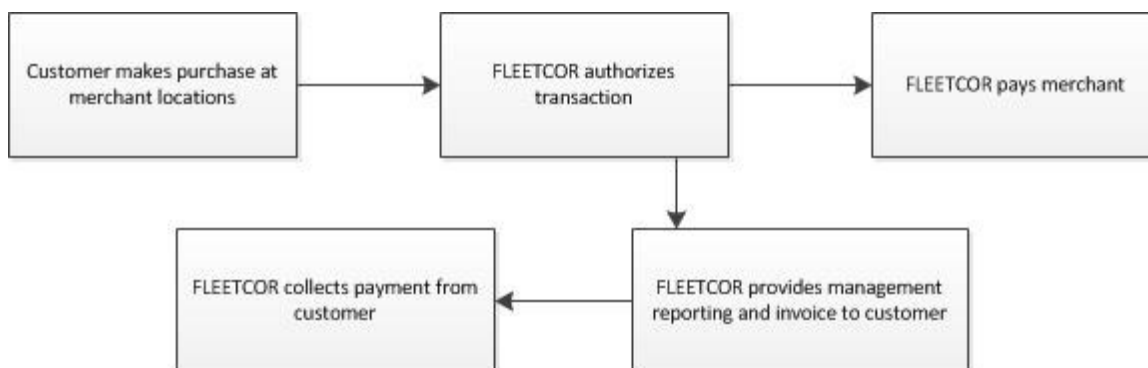 Customer makes purchase at
merchant locations
FLEETCOR authorizes
transaction
FLEETCOR pays merchant
FLEETCOR collects payment from
customer
FLEETCOR provides management
reporting and invoice to customer